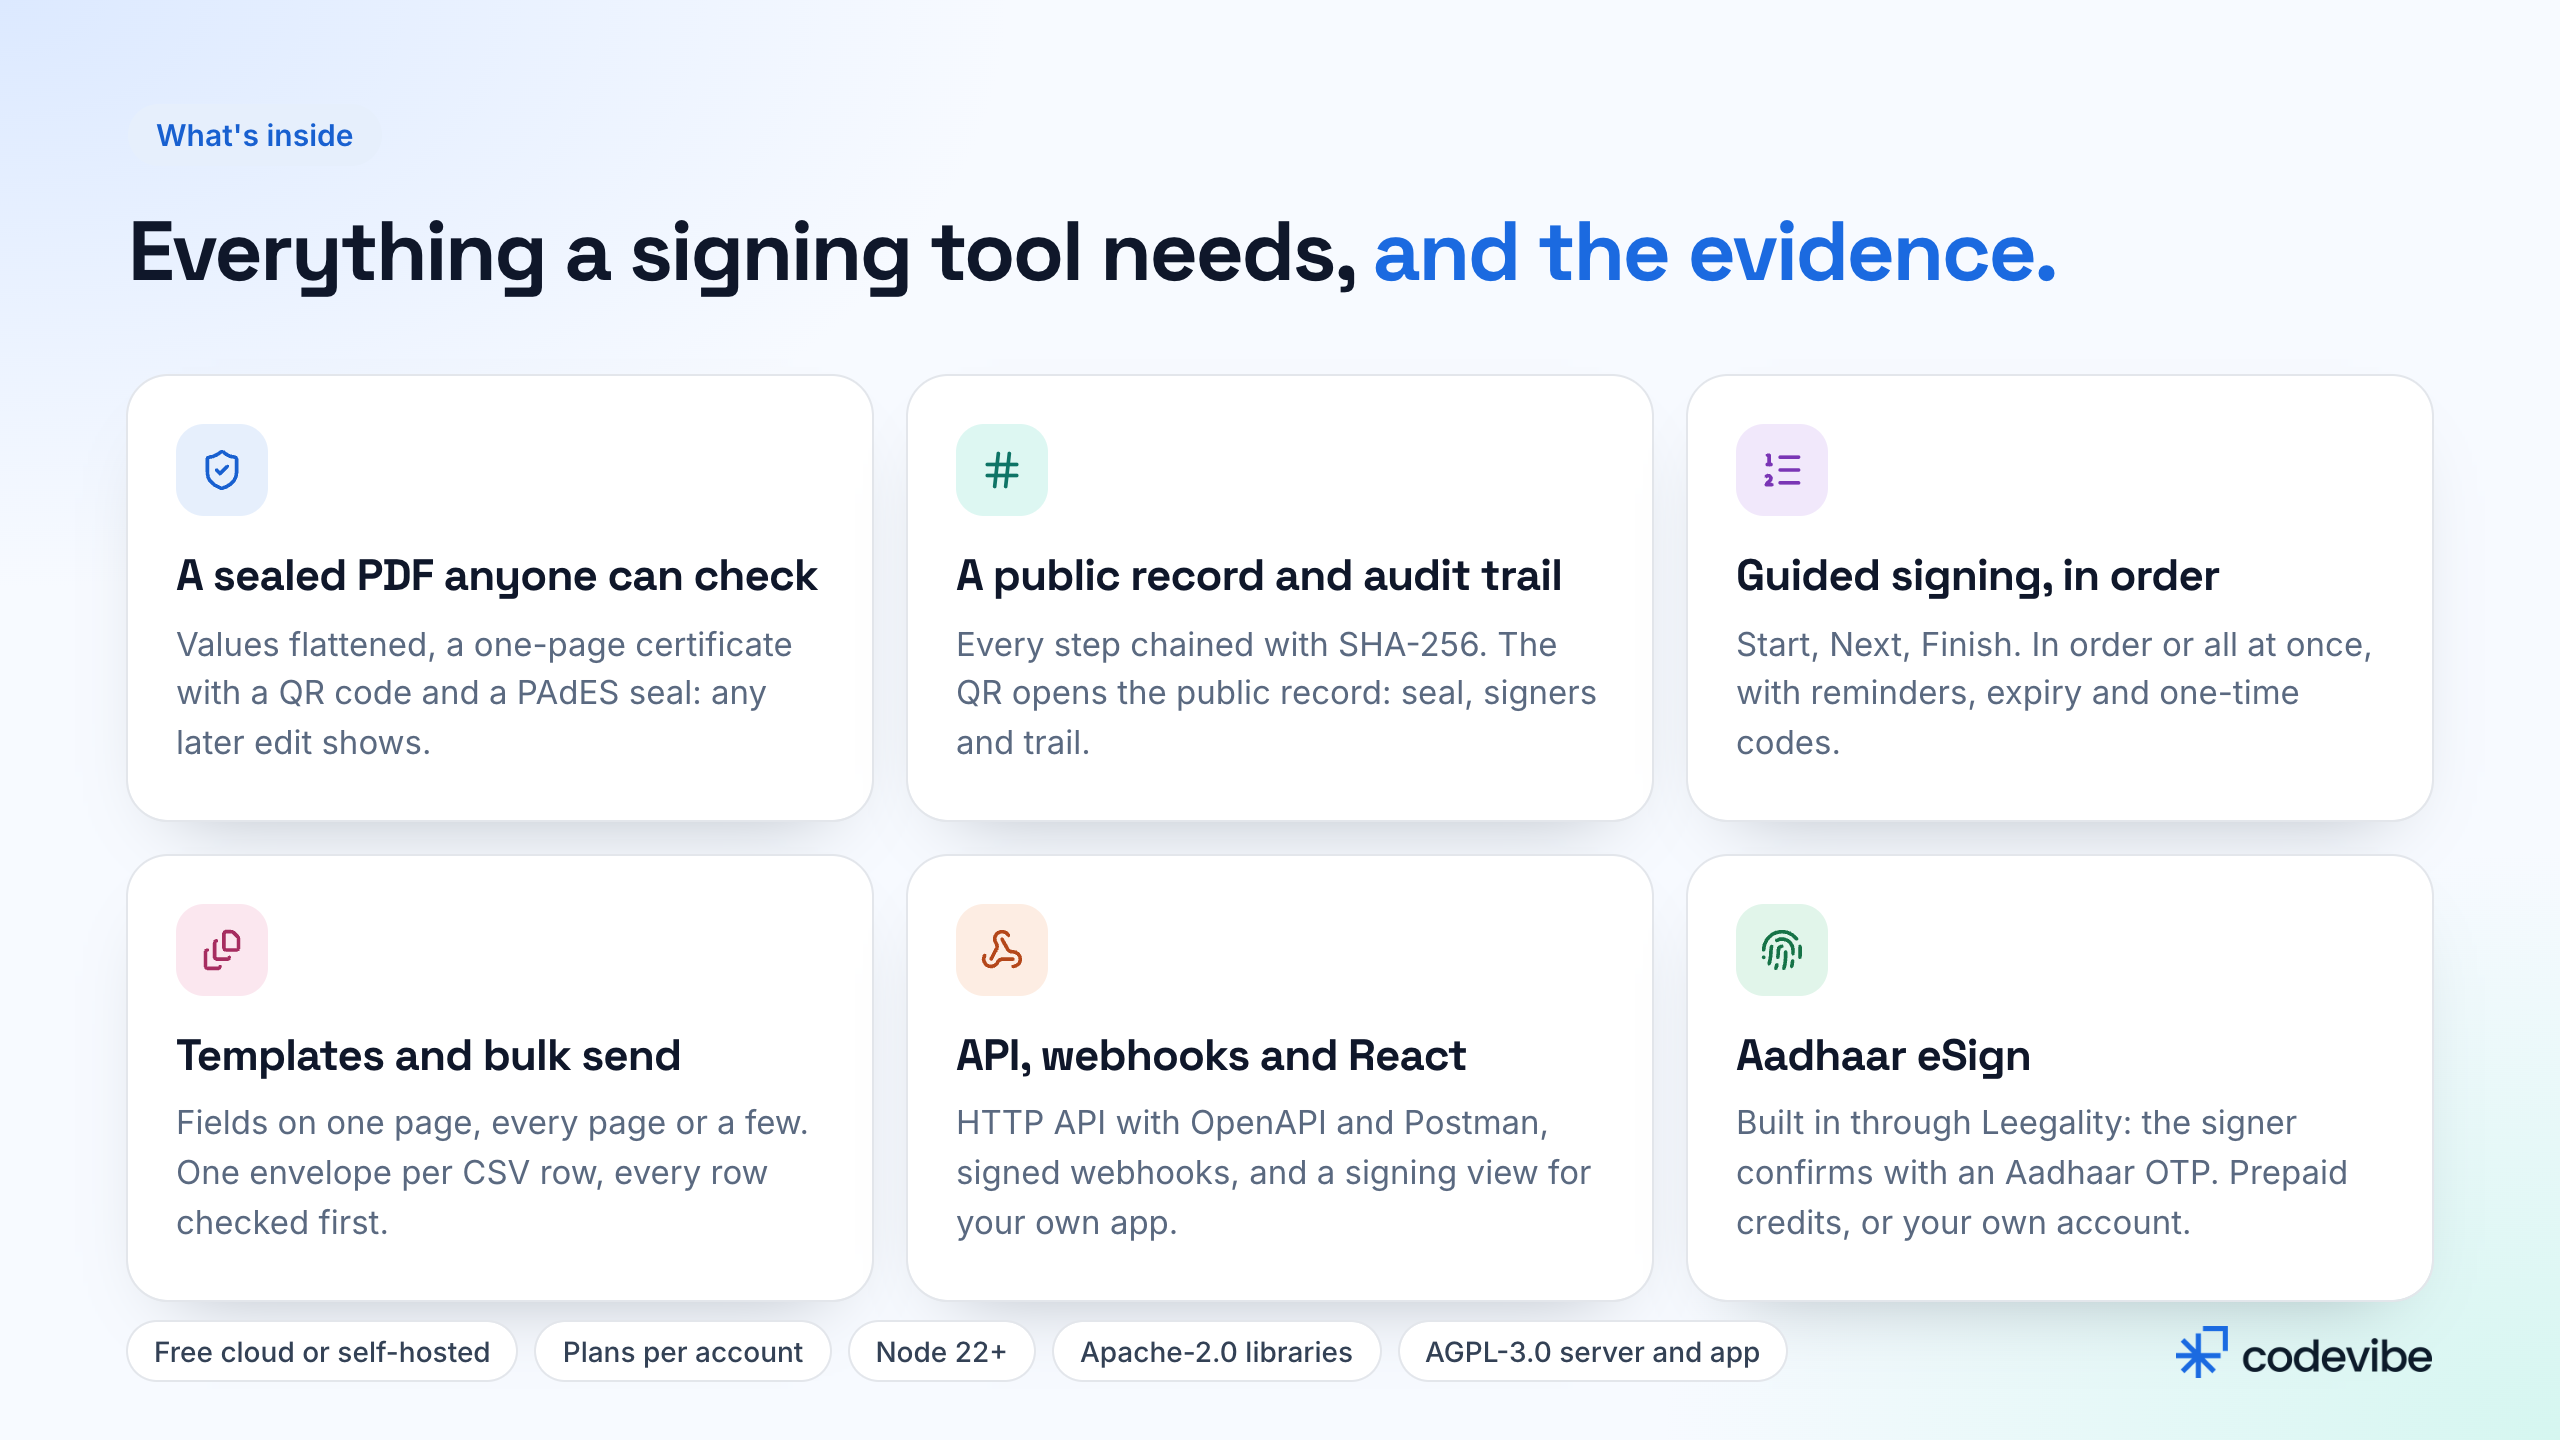 What's inside
Everything a signing tool needs, and the evidence.
A sealed PDF anyone can check
Values flattened, a one-page certificate
with a QR code and a PAdES seal: any
later edit shows.
A public record and audit trail
Every step chained with SHA-256. The
QR opens the public record: seal, signers
and trail.
Guided signing, in order
Start, Next, Finish. In order or all at once,
with reminders, expiry and one-time
codes.
Templates and bulk send
Fields on one page, every page or a few.
One envelope per CSV row, every row
checked first.
API, webhooks and React
HTTP API with OpenAPI and Postman,
signed webhooks, and a signing view for
your own app.
Aadhaar eSign
Built in through Leegality: the signer
confirms with an Aadhaar OTP. Prepaid
credits, or your own account.
Free cloud or self-hosted
Plans per account
Node 22+
Apache-2.0 libraries
AGPL-3.0 server and app
codevibe